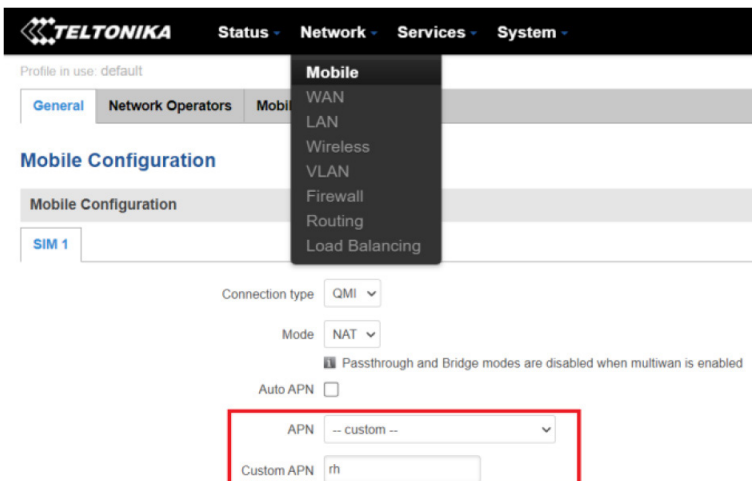 TELTONIKA Status Network Services System
Profile in use: default
Mobile
WAN
LAN
Wireless
VLAN
Firewall
Routing
Load Balancing
General Network Operators Mobil
Mobile Configuration
Mobile Configuration
SIM 1
Connection type QMI
Mode NAT
i Passthrough and Bridge modes are disabled when multiwan is enabled
Auto APN
APN -- custom --
Custom APN rh